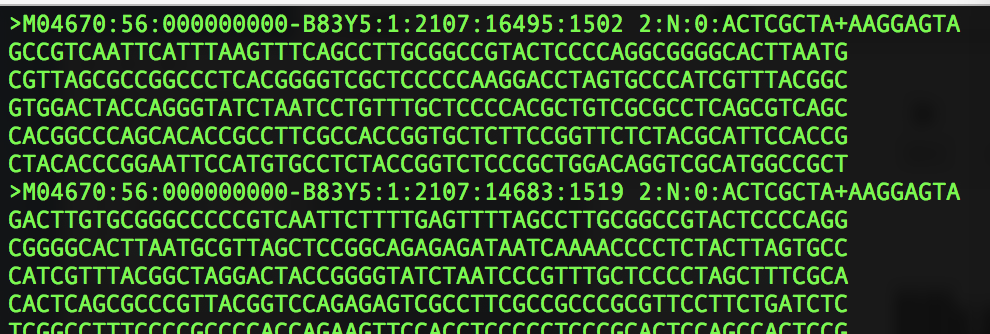 >M04670:56:000000000-B83Y5:1:2107:16495:1502 2:N:0:ACTCGCTA+AAGGAGTA
GCCGTCAATTCATTTAAGTTTCAGCCTTGCGGCCGTACTCCCCAGGCGGGGCACTTAATG
CGTTAGCGCCGGCCCTCACGGGGTCGCTCCCCCAAGGACCTAGTGCCCATCGTTTACGGC
GTGGACTACCAGGGTATCTAATCCTGTTTGCTCCCCACGCTGTCGCGCCTCAGCGTCAGC
CACGGCCCAGCACACCGCCTTCGCCACCGGTGCTCTTCCGGTTCTCTACGCATTCCACCG
CTACACCCGGAATTCCATGTGCCTCTACCGGTCTCCCGCTGGACAGGTCGCATGGCCGCT
>M04670:56:000000000-B83Y5:1:2107:14683:1519 2:N:0:ACTCGCTA+AAGGAGTA
GACTTGTGCGGGCCCCCGTCAATTCTTTTGAGTTTTAGCCTTGCGGCCGTACTCCCCAGG
CGGGGCACTTAATGCGTTAGCTCCGGCAGAGAGATAATCAAAACCCCTCTACTTAGTGCC
CATCGTTTACGGCTAGGACTACCGGGGTATCTAATCCCGTTTGCTCCCCTAGCTTTCGCA
CACTCAGCGCCCGTTACGGTCCAGAGAGTCGCCTTCGCCGCCCGCGTTCCTTCTGATCTC